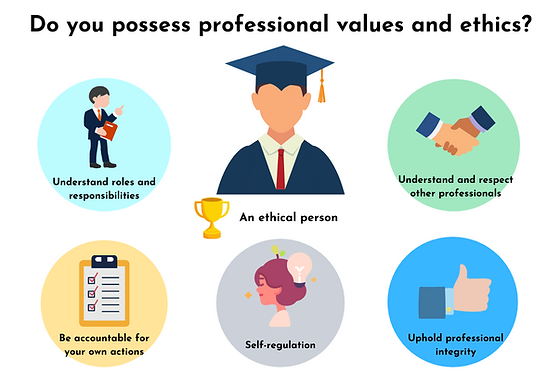 Do you possess professional values and ethics?
Understand roles and
responsibilities
Understand and respect
other professionals
An ethical person
Be accountable for
your own actions
Self-regulation
Uphold professional
integrity